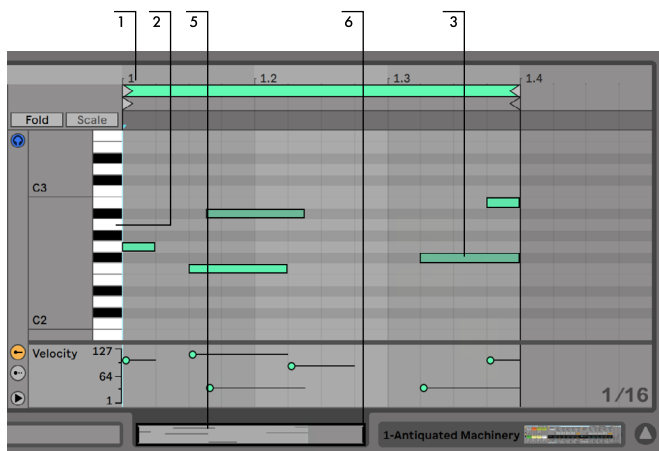 1 2 5 6 3
1 1.2 1.3 1.4
Fold Scale
C3
C2
Velocity 127
64
1
1/16
1-Antiquated Machinery